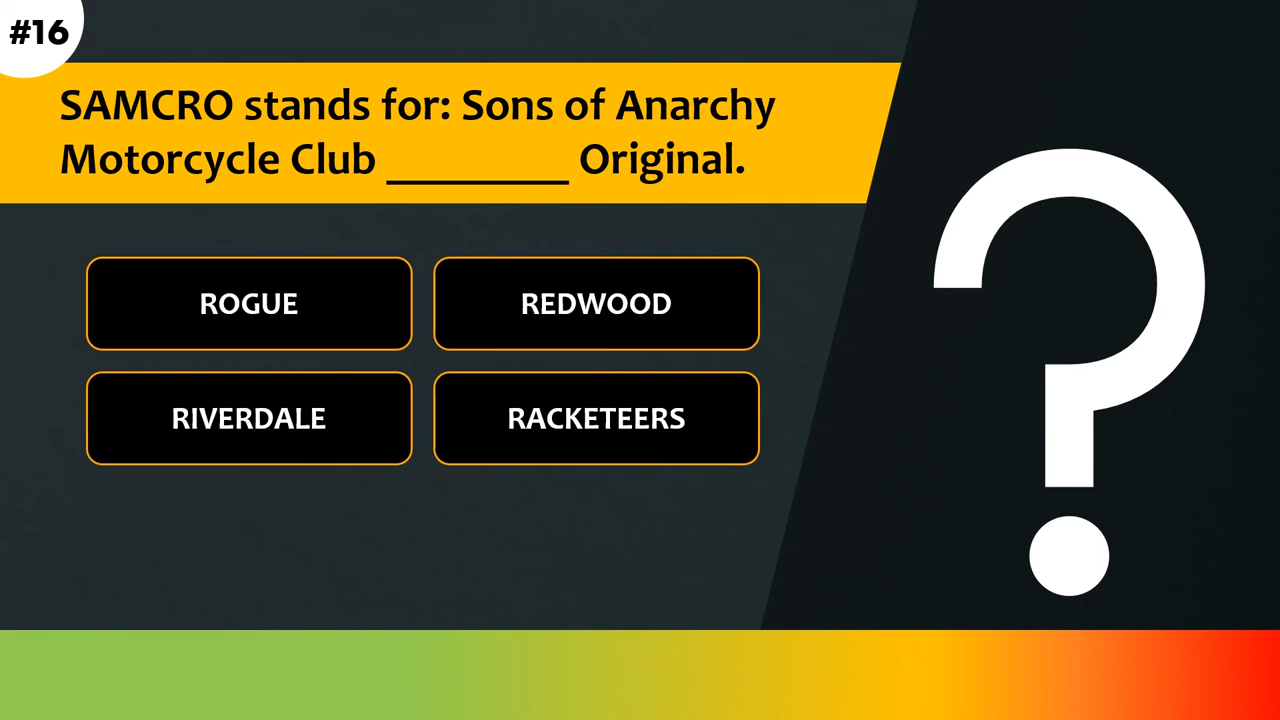 #16
SAMCRO stands for: Sons of Anarchy
Motorcycle Club ________ Original.
ROGUE
REDWOOD
RIVERDALE
RACKETEERS
?